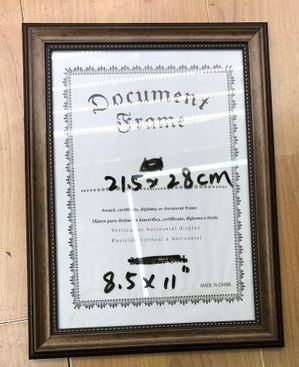 Document
Frame
21.5 x 28cm
Award, certificate, diploma or document frame
Marco para distinción honorífica, certificado, diploma o título
Vertical or horizontal display
Posición vertical u horizontal
8.5 x 11"
MADE IN CHINA